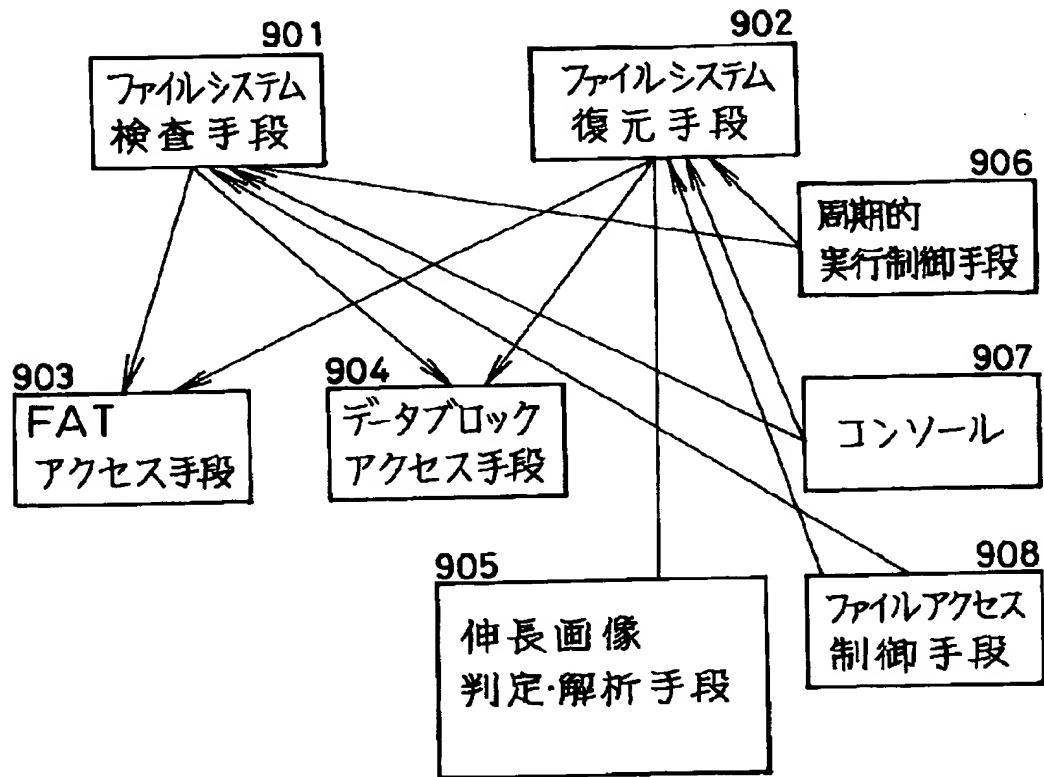 901
ファイルシステム
検査手段
902
ファイルシステム
復元手段
906
周期的
実行制御手段
903
FAT
アクセス手段
904
データブロック
アクセス手段
907
コンソール
905
伸長画像
判定・解析手段
908
ファイルアクセス
制御手段